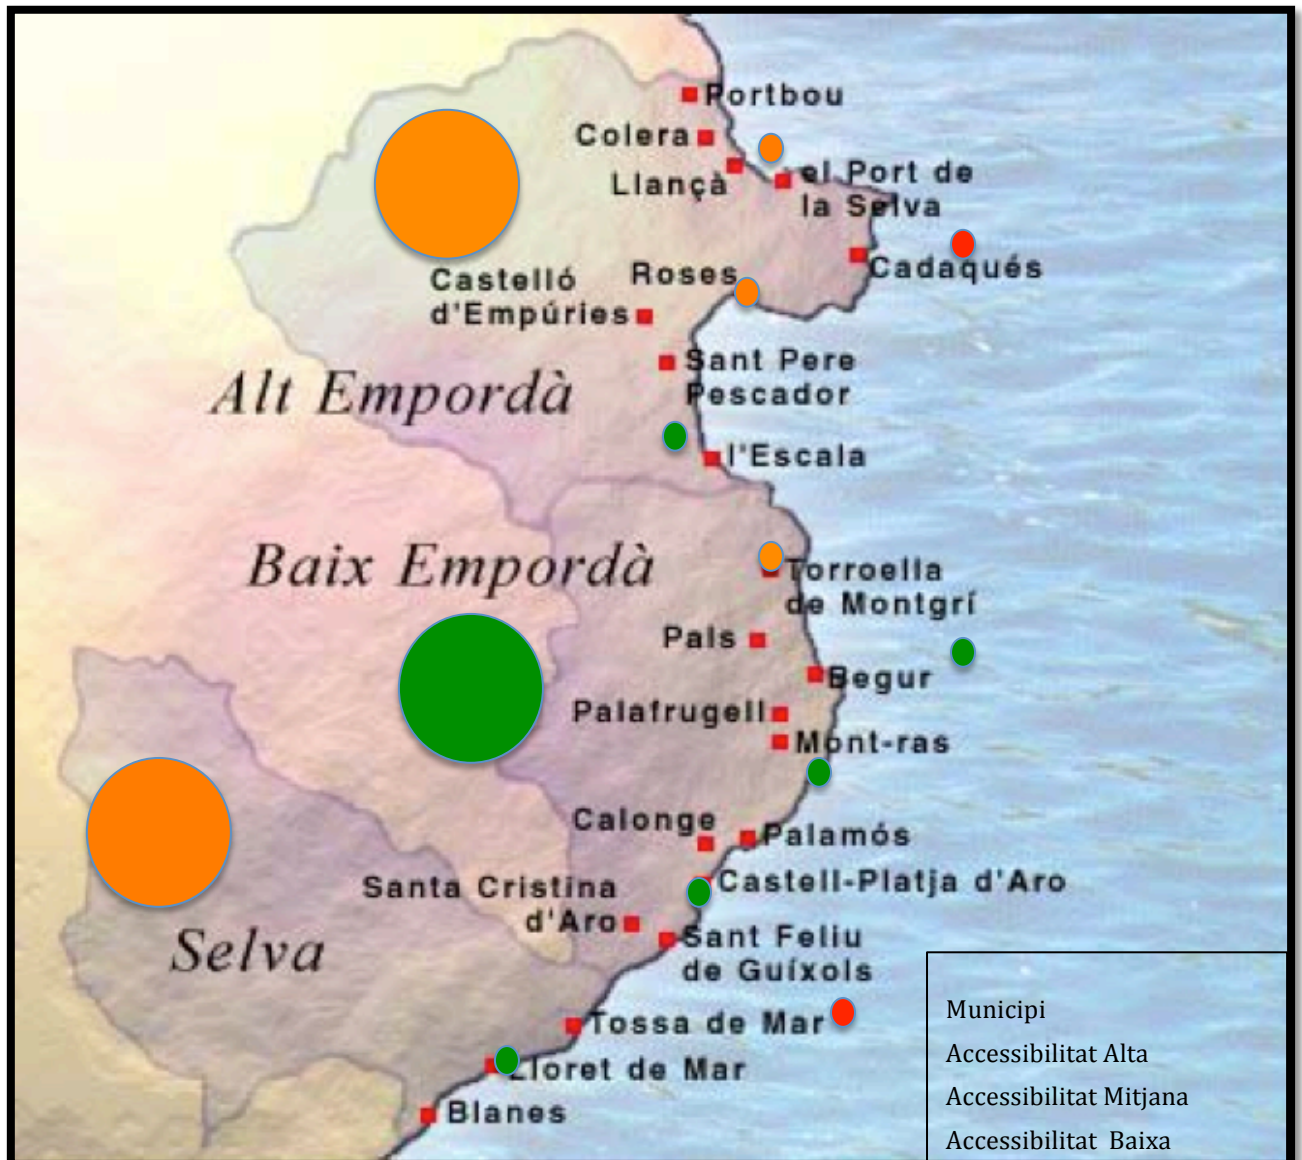 Portbou
Colera
Llançà
el Port de
la Selva
Cadaqués
Roses
Castelló
d'Empúries
Sant Pere
Pescador
Alt Empordà
l'Escala
Baix Empordà
Torroella
de Montgrí
Pals
Begur
Palafrugell
Mont-ras
Calonge
Palamós
Castell-Platja d'Aro
Santa Cristina
d'Aro
Sant Feliu
de Guíxols
Selva
Tossa de Mar
Lloret de Mar
Blanes
Municipi
Accessibilitat Alta
Accessibilitat Mitjana
Accessibilitat Baixa